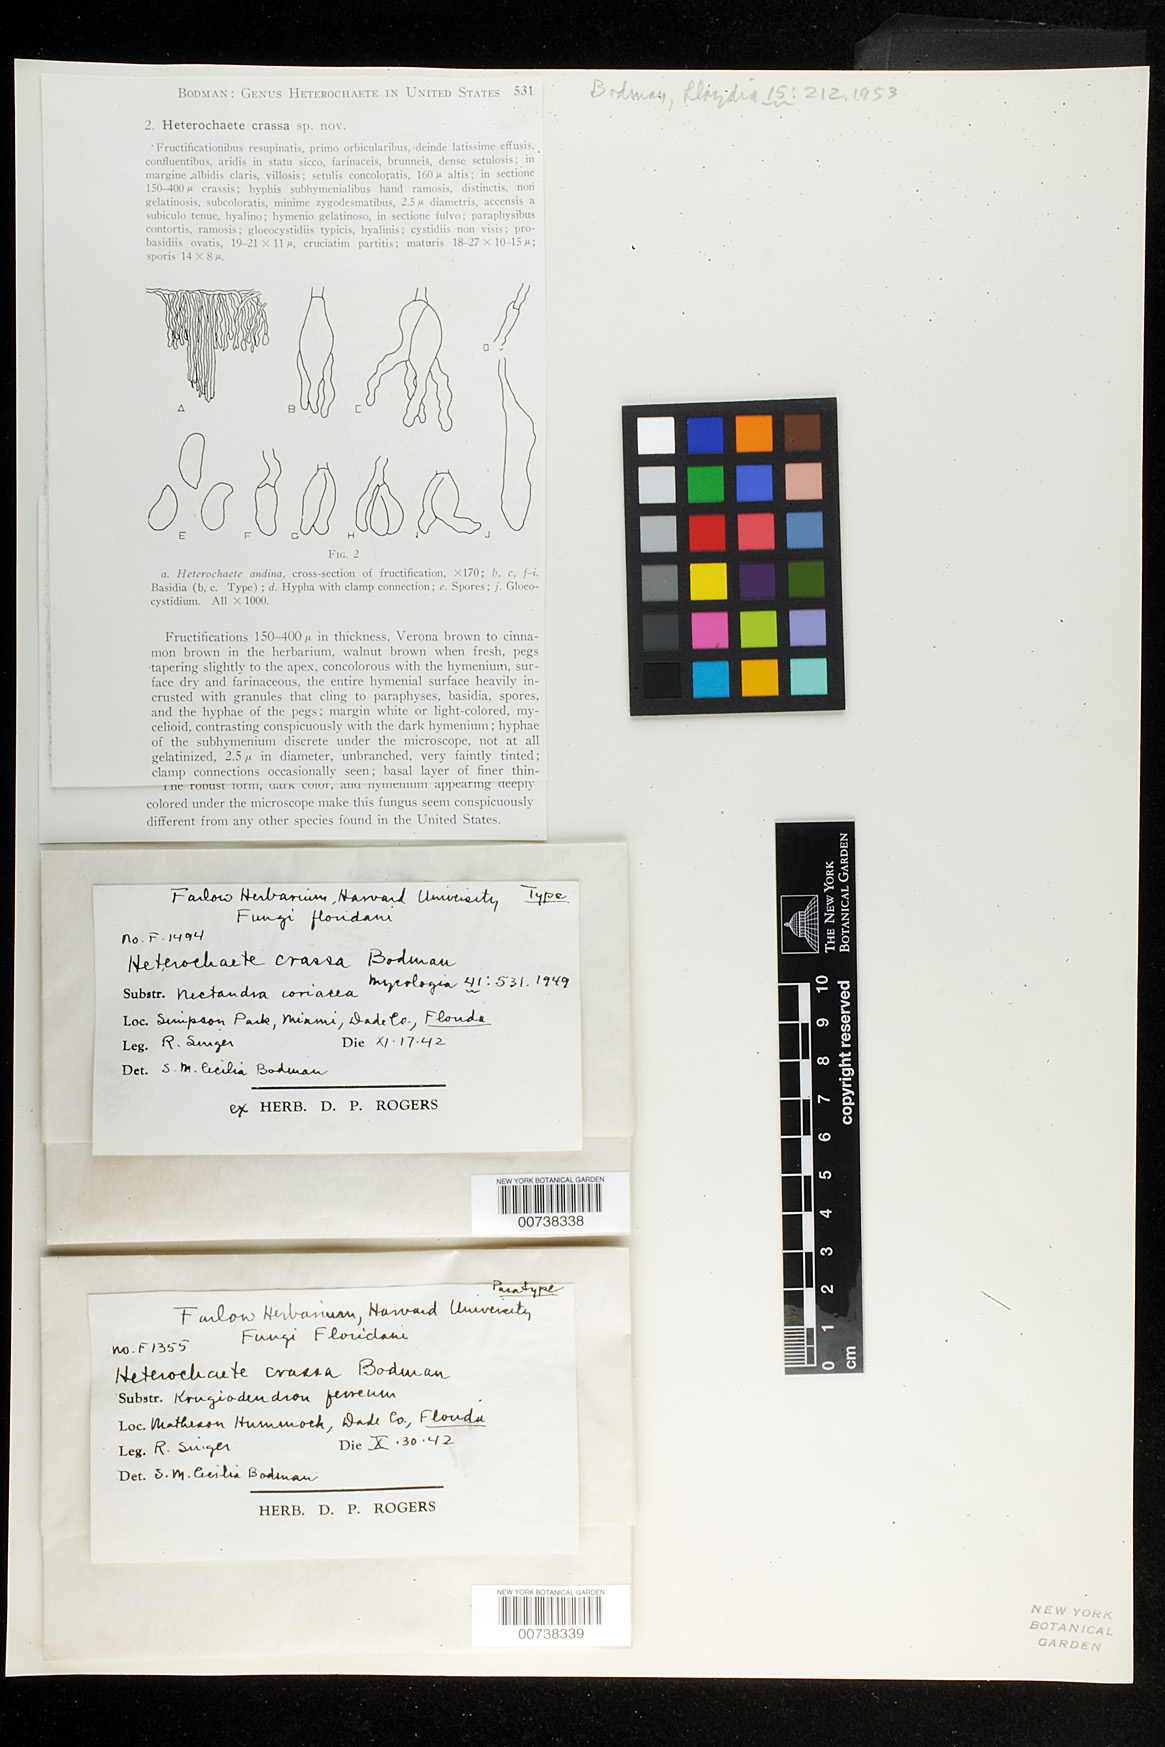 BODMAN: GENUS HETEROCHAETE IN UNITED STATES 531
Bodman, Lloydia 15: 212. 1953
2. Heterochaete crassa sp. nov.
Fructificationibus resupinatis, primo orbicularibus, deinde latissime effusis,
confluentibus, aridis in statu sicco, farinaceis, brunneis, dense setulosis; in
margine albidis claris, villosis; setulis concoloratis, 160 μ altis; in sectione
150–400 μ crassis; hyphis subhymenialibus haud ramosis, distinctis, non
gelatinosis, subcoloratis, minime zygodesmatibus, 2.5 μ diametris, accensis a
subiculo tenue, hyalino; hymenio gelatinoso, in sectione fulvo; paraphysibus
contortis, ramosis; gloeocystidiis typicis, hyalinis; cystidiis non visis; pro-
basidiis ovatis, 19–21 × 11 μ, cruciatim partitis; maturis 18–27 × 10–15 μ;
sporis 14 × 8 μ.
A B C D
E F G H I J
FIG. 2
a. Heterochaete andina, cross-section of fructification, ×170; b, c, f–i.
Basidia (b, c. Type); d. Hypha with clamp connection; e. Spores; j. Gloeo-
cystidium. All × 1000.
Fructifications 150–400 μ in thickness, Verona brown to cinna-
mon brown in the herbarium, walnut brown when fresh, pegs
tapering slightly to the apex, concolorous with the hymenium, sur-
face dry and farinaceous, the entire hymenial surface heavily in-
crusted with granules that cling to paraphyses, basidia, spores,
and the hyphae of the pegs; margin white or light-colored, my-
celioid, contrasting conspicuously with the dark hymenium; hyphae
of the subhymenium discrete under the microscope, not at all
gelatinized, 2.5 μ in diameter, unbranched, very faintly tinted;
clamp connections occasionally seen; basal layer of finer thin-
The robust form, dark color, and hymenium appearing deeply
colored under the microscope make this fungus seem conspicuously
different from any other species found in the United States.
Farlow Herbarium, Harvard University Type
Fungi floridani
No. F. 1494
Heterochaete crassa Bodman
Mycologia 41: 531. 1949
Substr. Nectandra coriacea
Loc. Simpson Park, Miami, Dade Co., Florida
Leg. R. Singer Die XI.17.42
Det. S. M. Cecilia Bodman
ex HERB. D. P. ROGERS
NEW YORK BOTANICAL GARDEN
00738338
Paratype
Farlow Herbarium, Harvard University
Fungi Floridani
No. F1355
Heterochaete crassa Bodman
Substr. Krugiodendron ferreum
Loc. Matheson Hummock, Dade Co., Florida
Leg. R. Singer Die X.30.42
Det. S. M. Cecilia Bodman
HERB. D. P. ROGERS
NEW YORK BOTANICAL GARDEN
00738339
THE NEW YORK
BOTANICAL GARDEN
copyright reserved
10
9
8
7
6
5
4
3
2
1
0
cm
NEW YORK
BOTANICAL
GARDEN